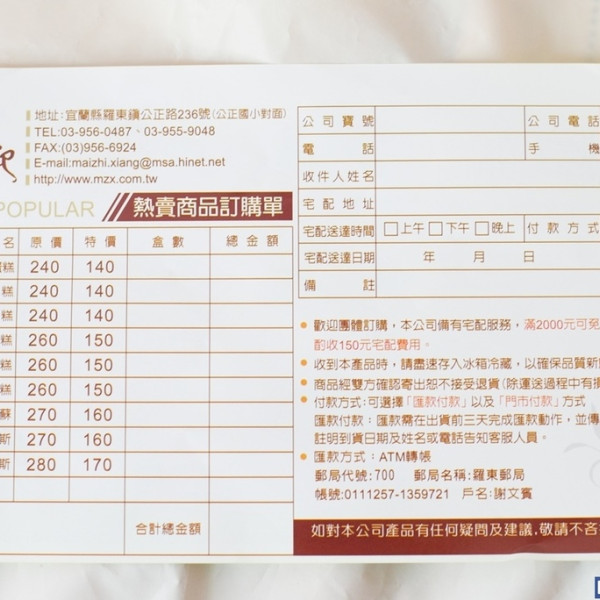 地址:宜蘭縣羅東鎮公正路236號(公正國小對面)
TEL:03-956-0487、03-955-9048
FAX:(03)956-6924
E-mail:maizhi.xiang@msa.hinet.net
http://www.mzx.com.tw
POPULAR 熱賣商品訂購單
名 原價 特價 盒數 總金額
糕 240 140
糕 240 140
糕 240 140
糕 260 150
糕 260 150
糕 260 150
蘇 270 160
斯 270 160
斯 280 170
合計總金額
公司寶號 公司電話
電話 手機
收件人姓名
宅配地址
宅配送達時間 □上午 □下午 □晚上 付款方式
宅配送達日期 年 月 日
備註
● 歡迎團體訂購,本公司備有宅配服務,滿2000元可免
酌收150元宅配費用。
● 收到本產品時,請盡速存入冰箱冷藏,以確保品質新
● 商品經雙方確認寄出恕不接受退貨(除運送過程中有損
● 付款方式:可選擇「匯款付款」以及「門市付款」方式
匯款付款:匯款需在出貨前三天完成匯款動作,並傳
註明到貨日期及姓名或電話告知客服人員。
● 匯款方式:ATM轉帳
郵局代號:700 郵局名稱:羅東郵局
帳號:0111257-1359721 戶名:謝文賓
如對本公司產品有任何疑問及建議,敬請不吝